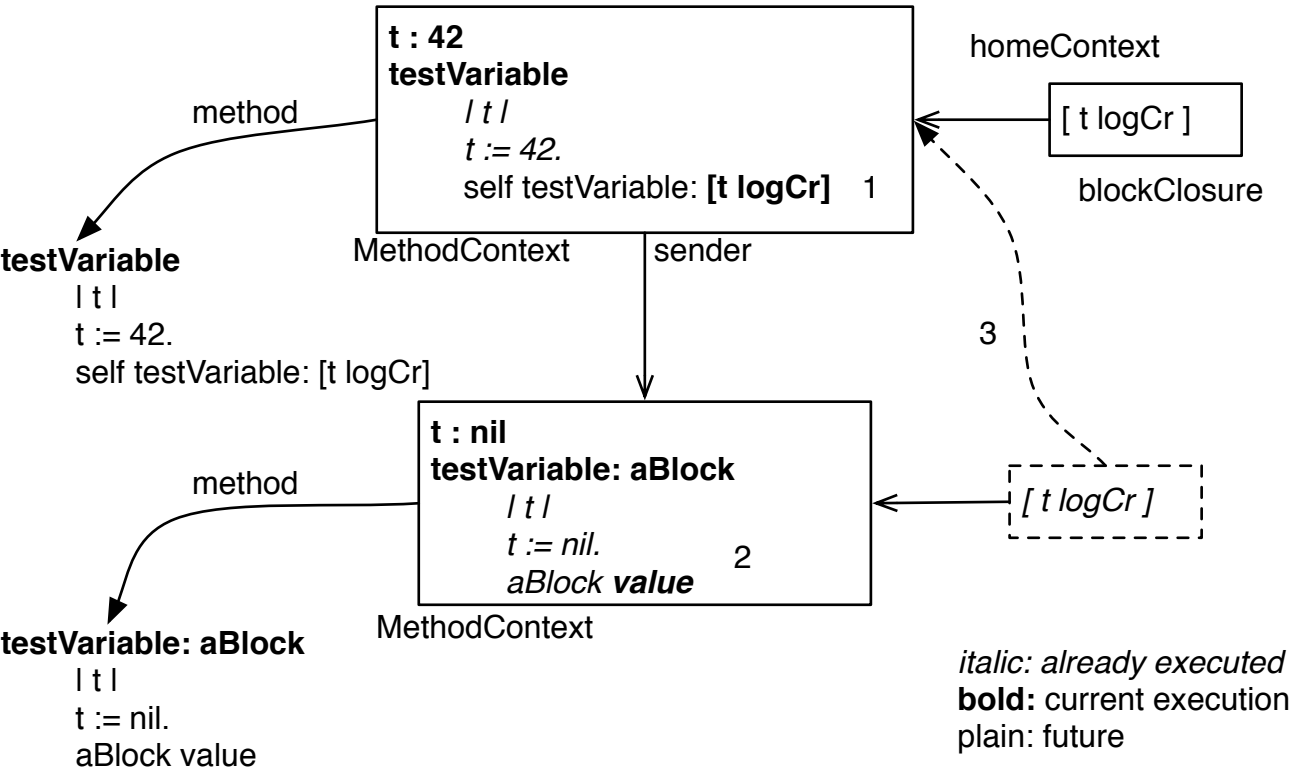 t : 42
testVariable
| t |
t := 42.
self testVariable: [t logCr] 1
MethodContext
sender
method
testVariable
| t |
t := 42.
self testVariable: [t logCr]
homeContext
[ t logCr ]
blockClosure
3
t : nil
testVariable: aBlock
| t |
t := nil.
aBlock value
2
MethodContext
[ t logCr ]
method
testVariable: aBlock
| t |
t := nil.
aBlock value
italic: already executed
bold: current execution
plain: future